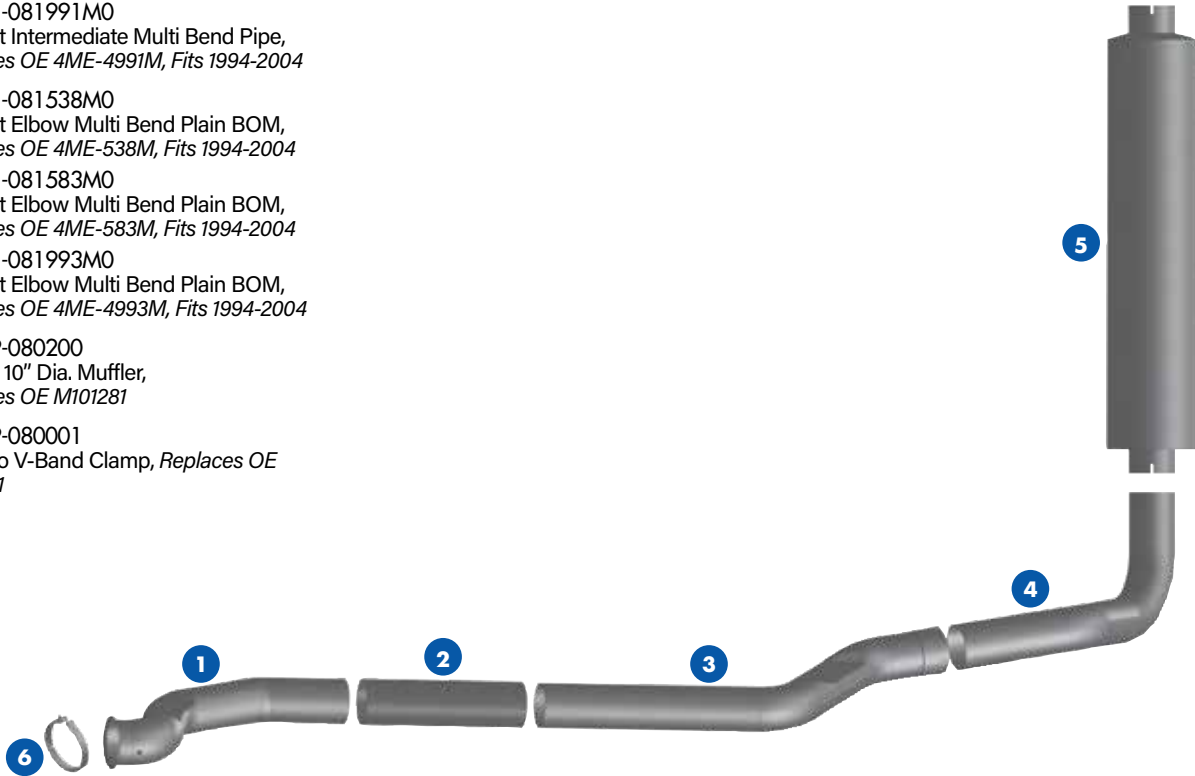 -081991M0
t Intermediate Multi Bend Pipe,
es OE 4ME-4991M, Fits 1994-2004
-081538M0
t Elbow Multi Bend Plain BOM,
es OE 4ME-538M, Fits 1994-2004
-081583M0
t Elbow Multi Bend Plain BOM,
es OE 4ME-583M, Fits 1994-2004
-081993M0
t Elbow Multi Bend Plain BOM,
es OE 4ME-4993M, Fits 1994-2004
-080200
10” Dia. Muffler,
es OE M101281
-080001
o V-Band Clamp, Replaces OE
1
5
4
3
2
1
6